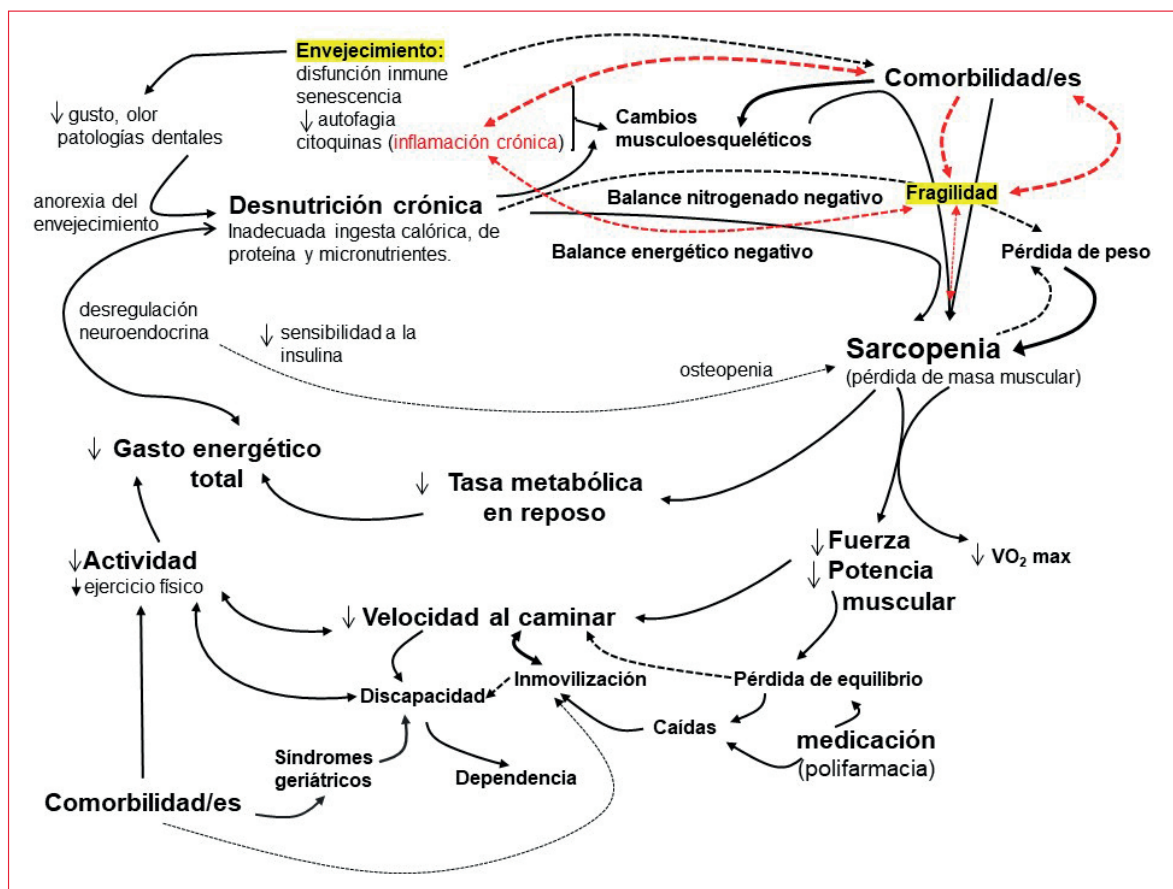 Envejecimiento:
disfunción inmune
senescencia
↓ autofagia
citoquinas (inflamación crónica)
Comorbilidad/es
↓ gusto, olor
patologías dentales
Cambios
musculoesqueléticos
anorexia del
envejecimiento
Desnutrición crónica
Inadecuada ingesta calórica, de
proteína y micronutrientes.
Balance nitrogenado negativo
Fragilidad
Balance energético negativo
Pérdida de peso
desregulación
neuroendocrina
↓ sensibilidad a la
insulina
osteopenia
Sarcopenia
(pérdida de masa muscular)
↓ Gasto energético
total
↓ Tasa metabólica
en reposo
↓ Fuerza
↓ Potencia
muscular
↓ VO₂ max
↓ Actividad
↓ ejercicio físico
↓ Velocidad al caminar
Discapacidad
Inmovilización
Pérdida de equilibrio
Caídas
medicación
(polifarmacia)
Síndromes
geriátricos
Dependencia
Comorbilidad/es